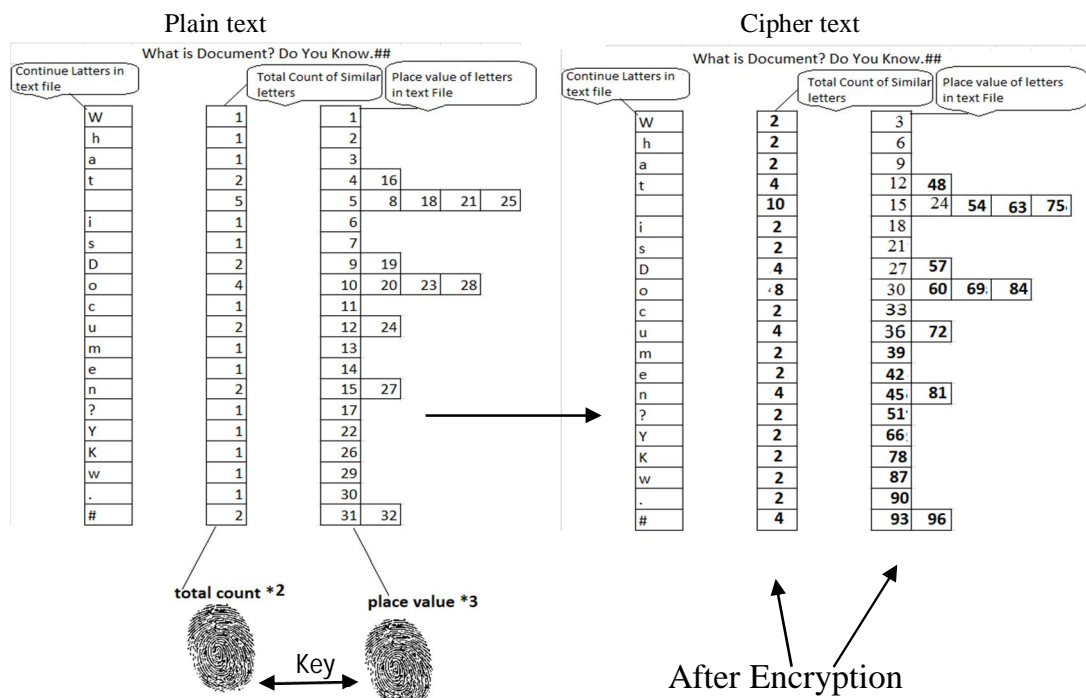 Plain text
Cipher text
What is Document? Do You Know.##
Continue Latters in
text file
Total Count of Similar
letters
Place value of letters
in text File
W 1 1
h 1 2
a 1 3
t 2 4 16
5 5 8 18 21 25
i 1 6
s 1 7
D 2 9 19
o 4 10 20 23 28
c 1 11
u 2 12 24
m 1 13
e 1 14
n 2 15 27
? 1 17
Y 1 22
K 1 26
w 1 29
. 1 30
# 2 31 32
total count *2
place value *3
Key
What is Document? Do You Know.##
Continue Latters in
text file
Total Count of Similar
letters
Place value of letters
in text File
W 2 3
h 2 6
a 2 9
t 4 12 48
10 15 24 54 63 75
i 2 18
s 2 21
D 4 27 57
o 8 30 60 69 84
c 2 33
u 4 36 72
m 2 39
e 2 42
n 4 45 81
? 2 51
Y 2 66
K 2 78
w 2 87
. 2 90
# 4 93 96
After Encryption